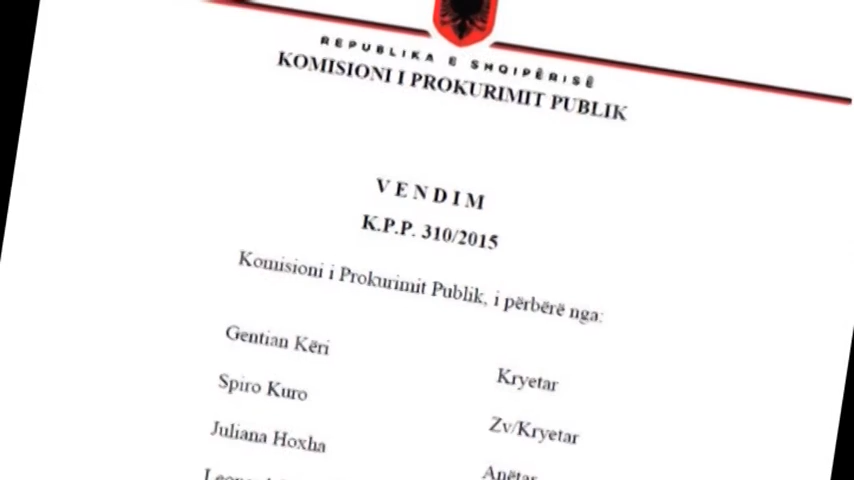 REPUBLIKA E SHQIPËRISË
KOMISIONI I PROKURIMIT PUBLIK
V E N D I M
K.P.P. 310/2015
Komisioni i Prokurimit Publik, i përbërë nga:
Gentian Këri Kryetar
Spiro Kuro Zv/Kryetar
Juliana Hoxha Anëtar